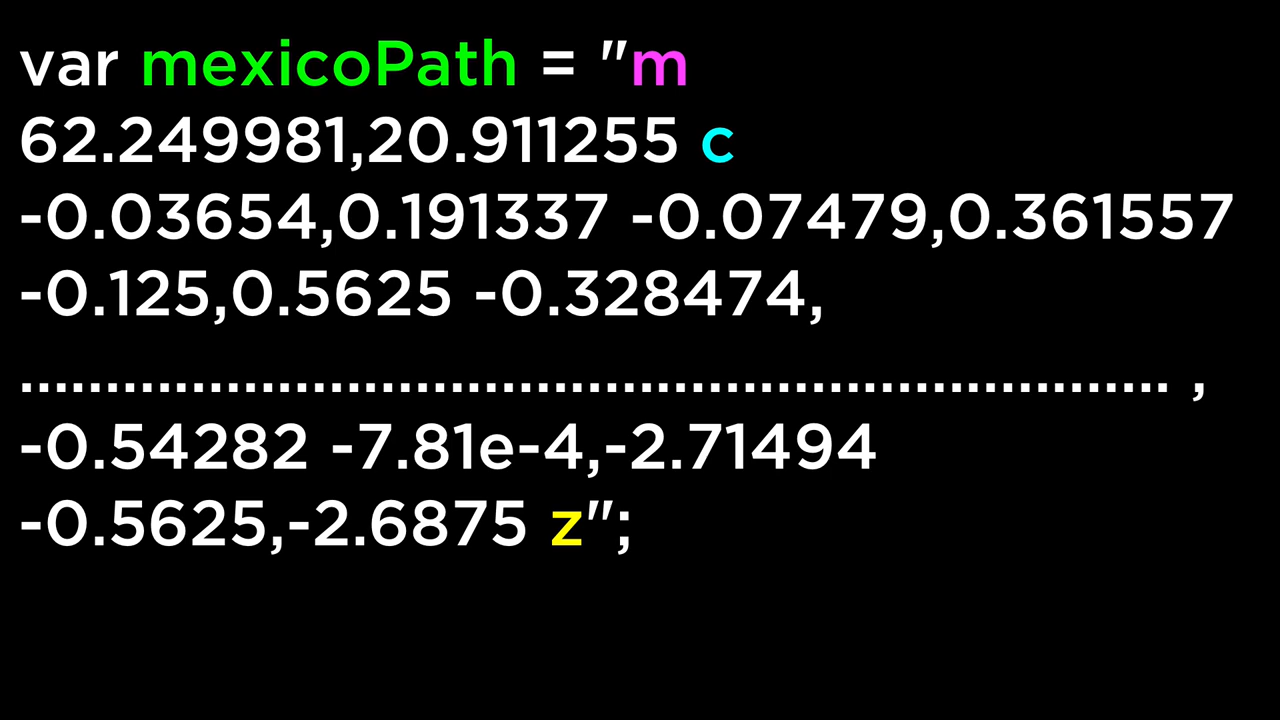 var mexicoPath = "m
62.249981,20.911255 c
-0.03654,0.191337 -0.07479,0.361557
-0.125,0.5625 -0.328474,
................................................................... ,
-0.54282 -7.81e-4,-2.71494
-0.5625,-2.6875 z";